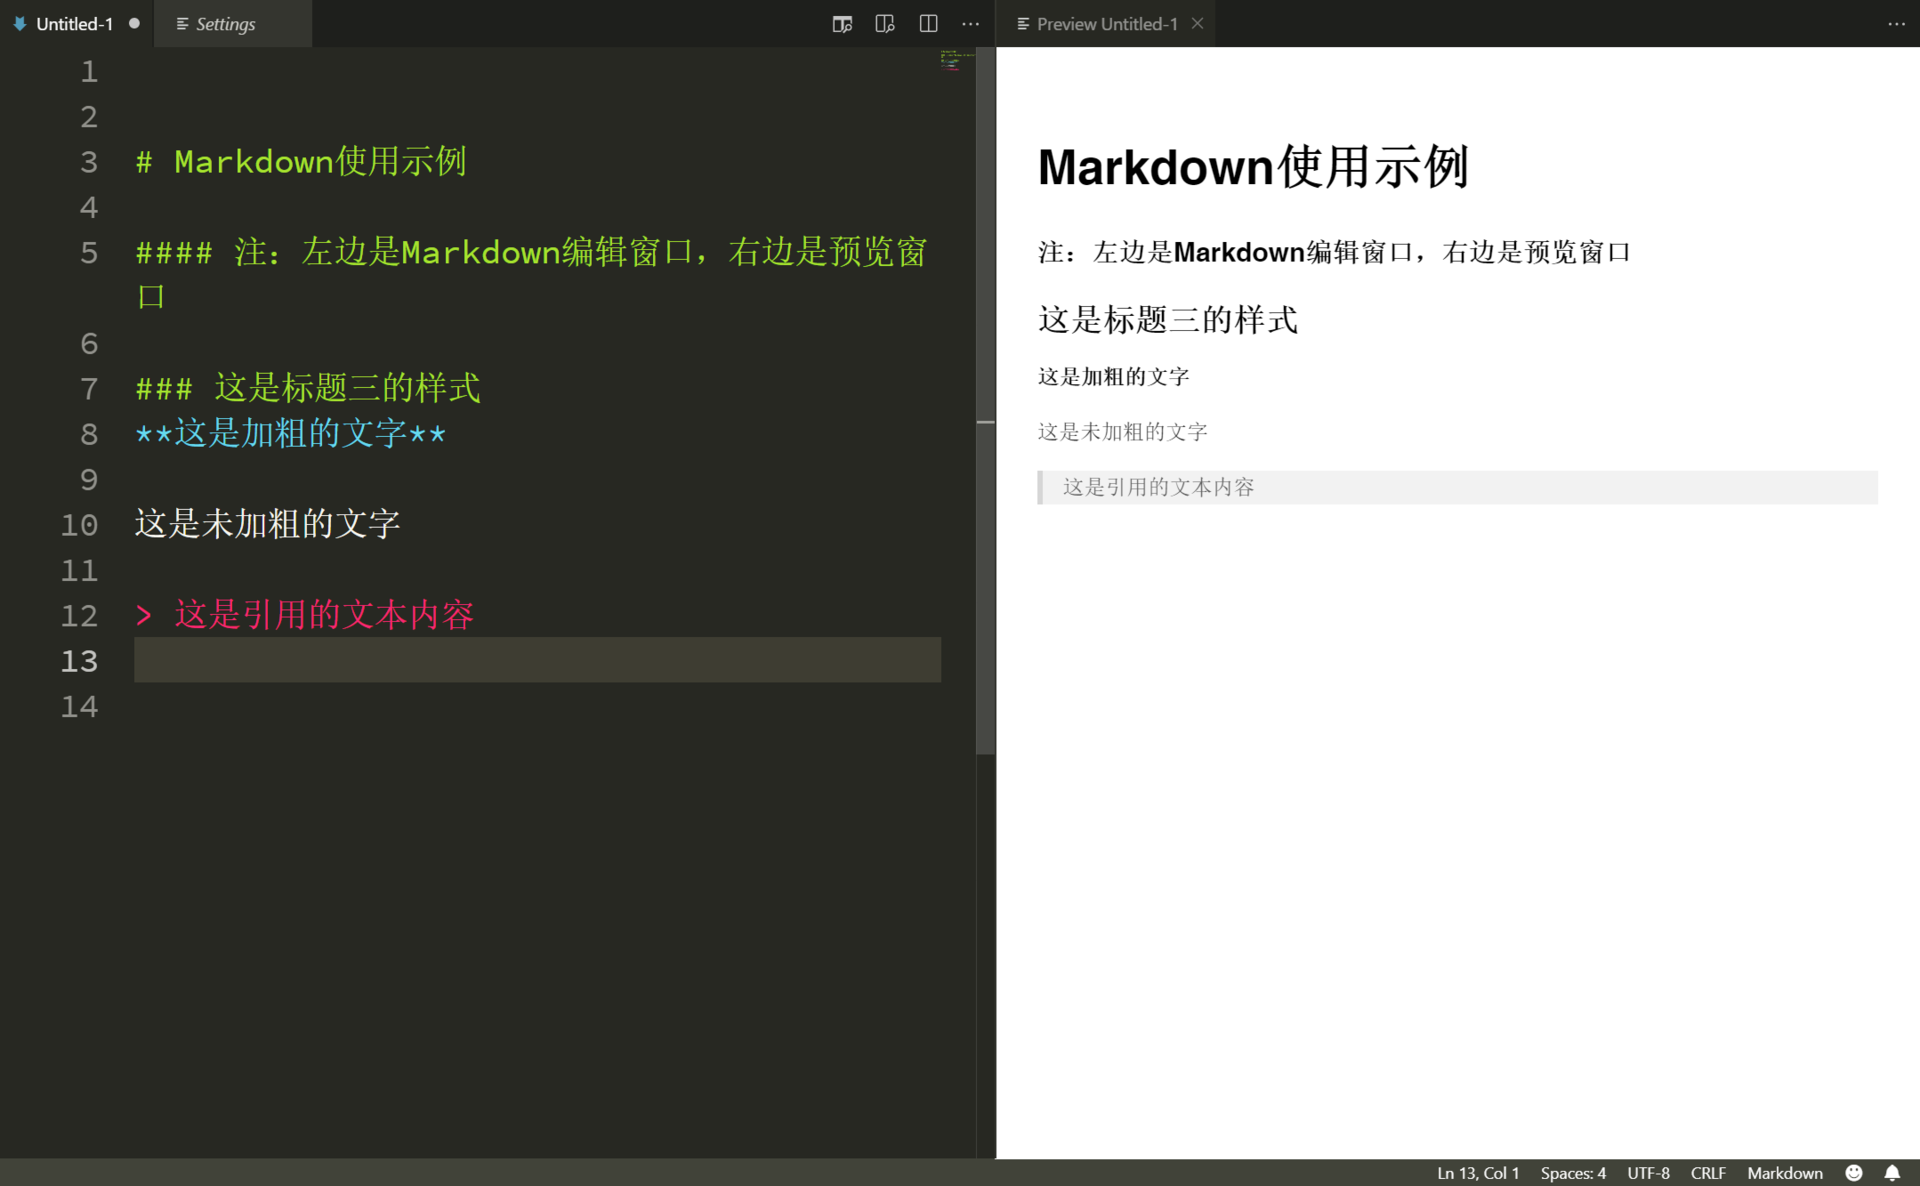 Untitled-1
Settings
Preview Untitled-1
1
2
3 # Markdown使用示例
4
5 #### 注：左边是Markdown编辑窗口，右边是预览窗
口
6
7 ### 这是标题三的样式
8 **这是加粗的文字**
9
10 这是未加粗的文字
11
12 > 这是引用的文本内容
13
14
Markdown使用示例
注：左边是Markdown编辑窗口，右边是预览窗口
这是标题三的样式
这是加粗的文字
这是未加粗的文字
这是引用的文本内容
Ln 13, Col 1 Spaces: 4 UTF-8 CRLF Markdown